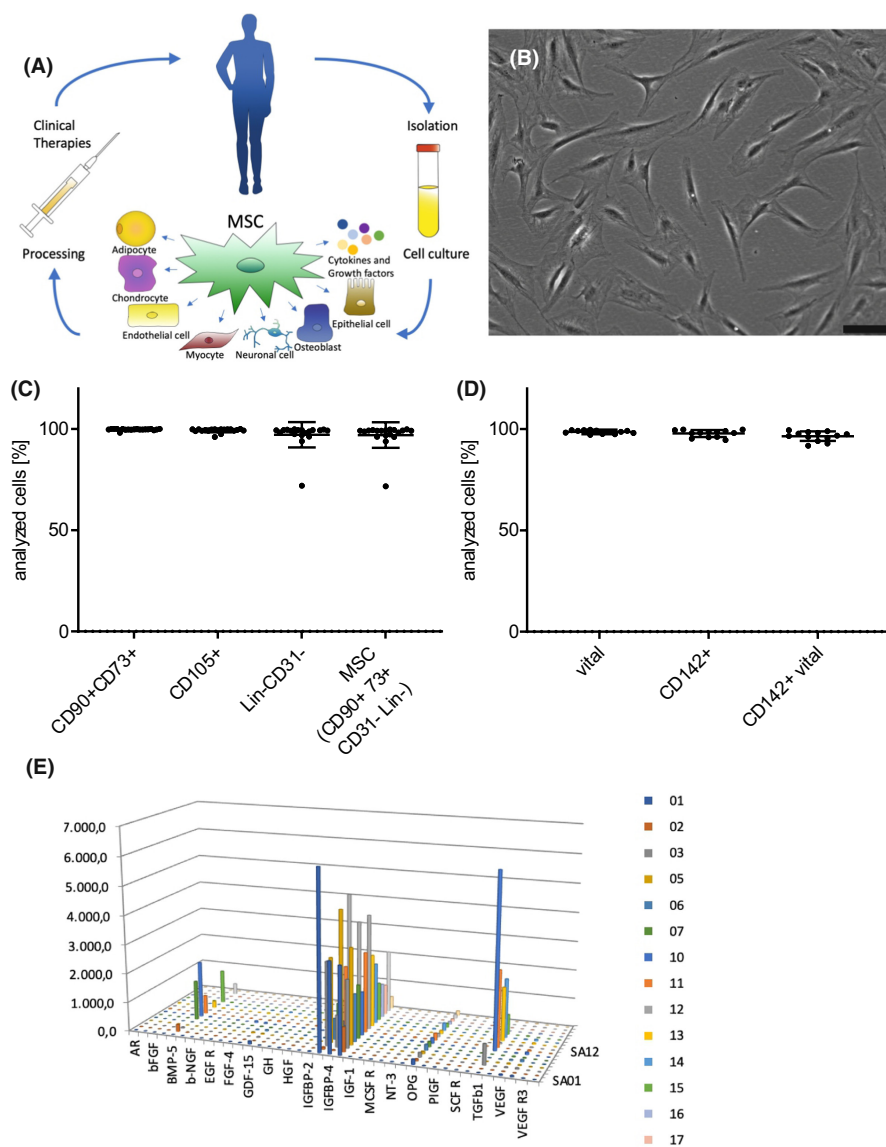 (A)
Clinical
Therapies
Isolation
MSC
Adipocyte
Cytokines and
Growth factors
Processing
Cell culture
Chondrocyte
Epithelial cell
Endothelial cell
Osteoblast
Myocyte
Neuronal cell
(B)
(C)
analyzed cells [%]
100
50
0
CD90+CD73+
CD105+
Lin-CD31-
MSC
(CD90+ 73+
CD31- Lin-)
(D)
analyzed cells [%]
100
50
0
vital
CD142+
CD142+ vital
(E)
7.000,0
6.000,0
5.000,0
4.000,0
3.000,0
2.000,0
1.000,0
0,0
AR
bFGF
BMP-5
b-NGF
EGF R
FGF-4
GDF-15
GH
HGF
IGFBP-2
IGFBP-4
IGF-1
MCSF R
NT-3
OPG
PIGF
SCF R
TGFb1
VEGF
VEGF R3
SA12
SA01
01
02
03
05
06
07
10
11
12
13
14
15
16
17